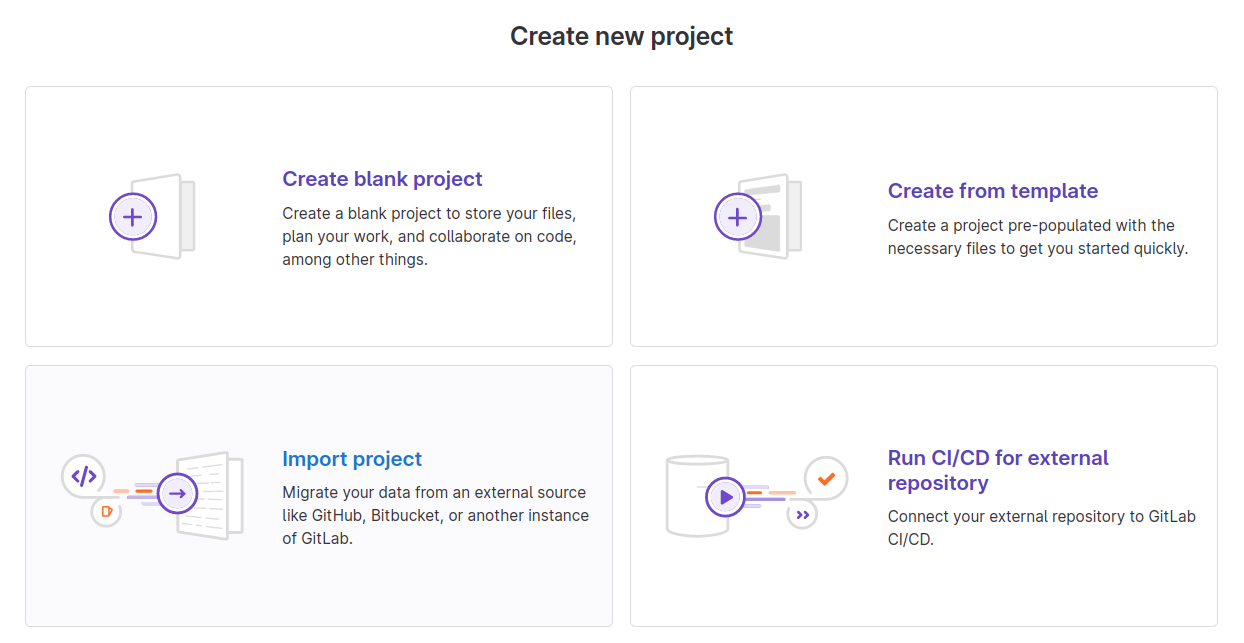 Create new project
Create blank project
Create a blank project to store your files,
plan your work, and collaborate on code,
among other things.
Create from template
Create a project pre-populated with the
necessary files to get you started quickly.
Import project
Migrate your data from an external source
like GitHub, Bitbucket, or another instance
of GitLab.
Run CI/CD for external
repository
Connect your external repository to GitLab
CI/CD.